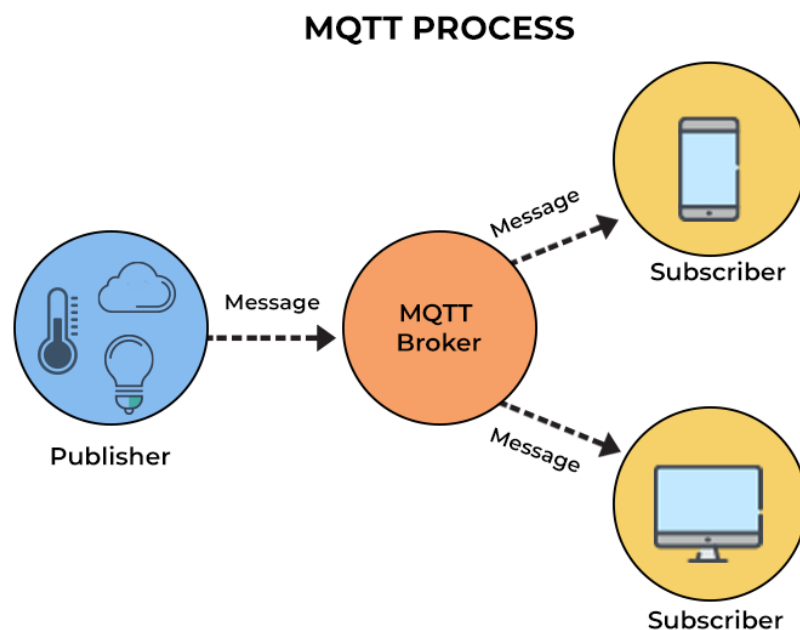 MQTT PROCESS
Message
Subscriber
Message
MQTT
Broker
Publisher
Message
Subscriber